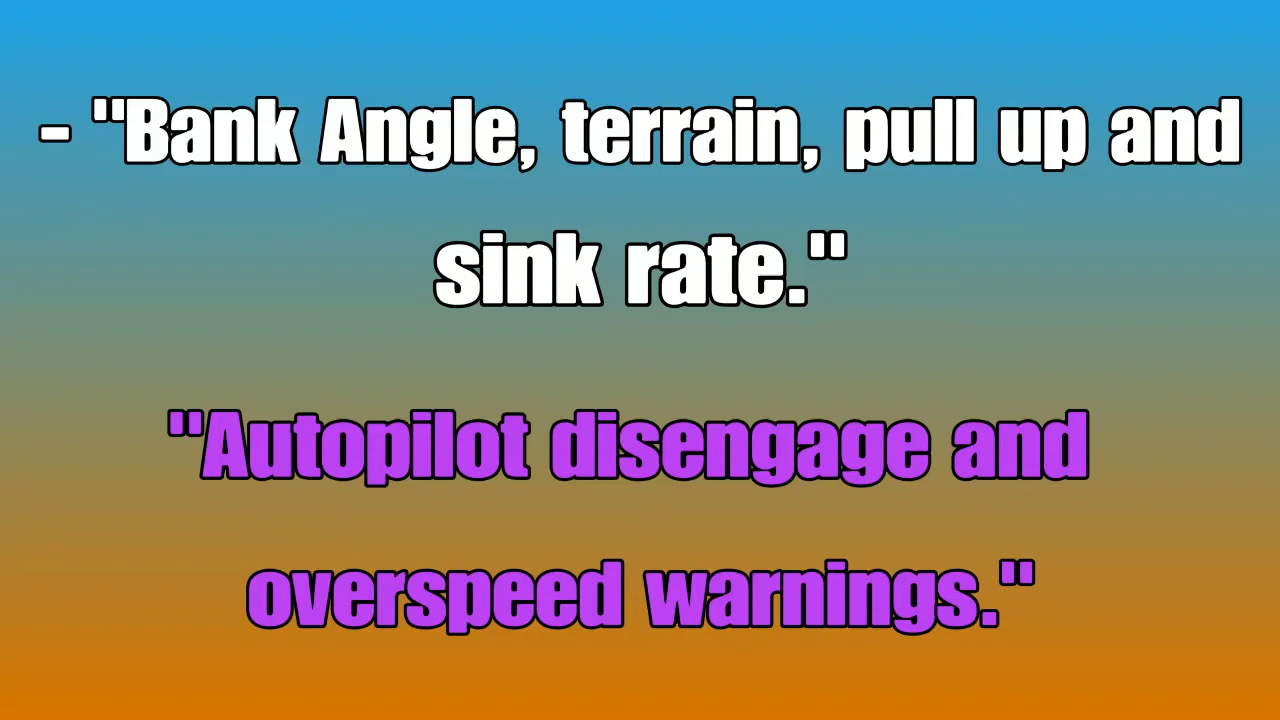 - "Bank Angle, terrain, pull up and
sink rate."
"Autopilot disengage and
overspeed warnings."